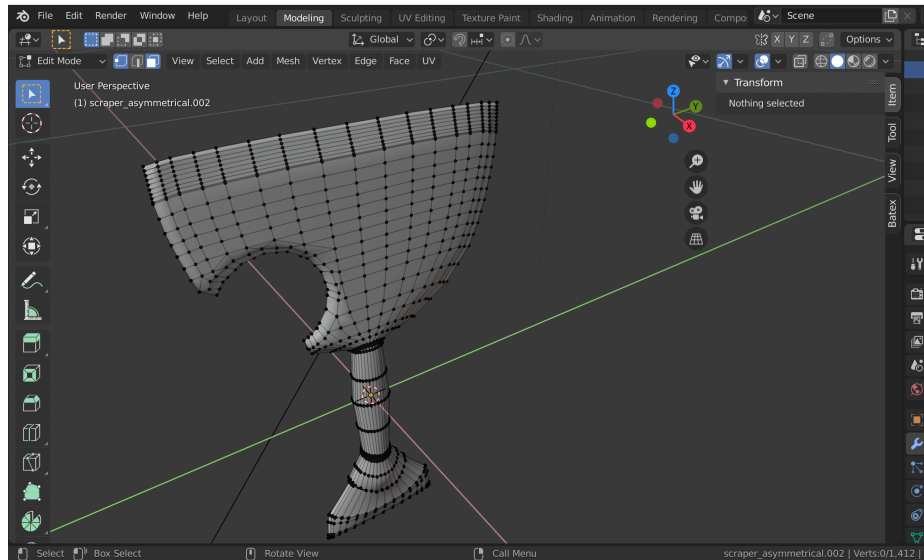 File Edit Render Window Help Layout Modeling Sculpting UV Editing Texture Paint Shading Animation Rendering Compo Scene
Global X Y Z Options
Edit Mode View Select Add Mesh Vertex Edge Face UV
User Perspective
(1) scraper_asymmetrical.002
Transform
Nothing selected
Item
Tool
View
Batex
Z
Y
X
Select Box Select Rotate View Call Menu scraper_asymmetrical.002 | Verts:0/1,412 |